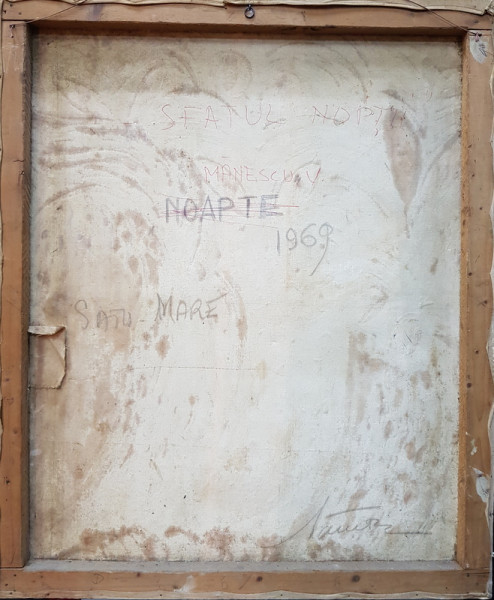 SFATUL NOPȚII
MĂNESCU. V.
NOAPTE
1969
SATU-MARE